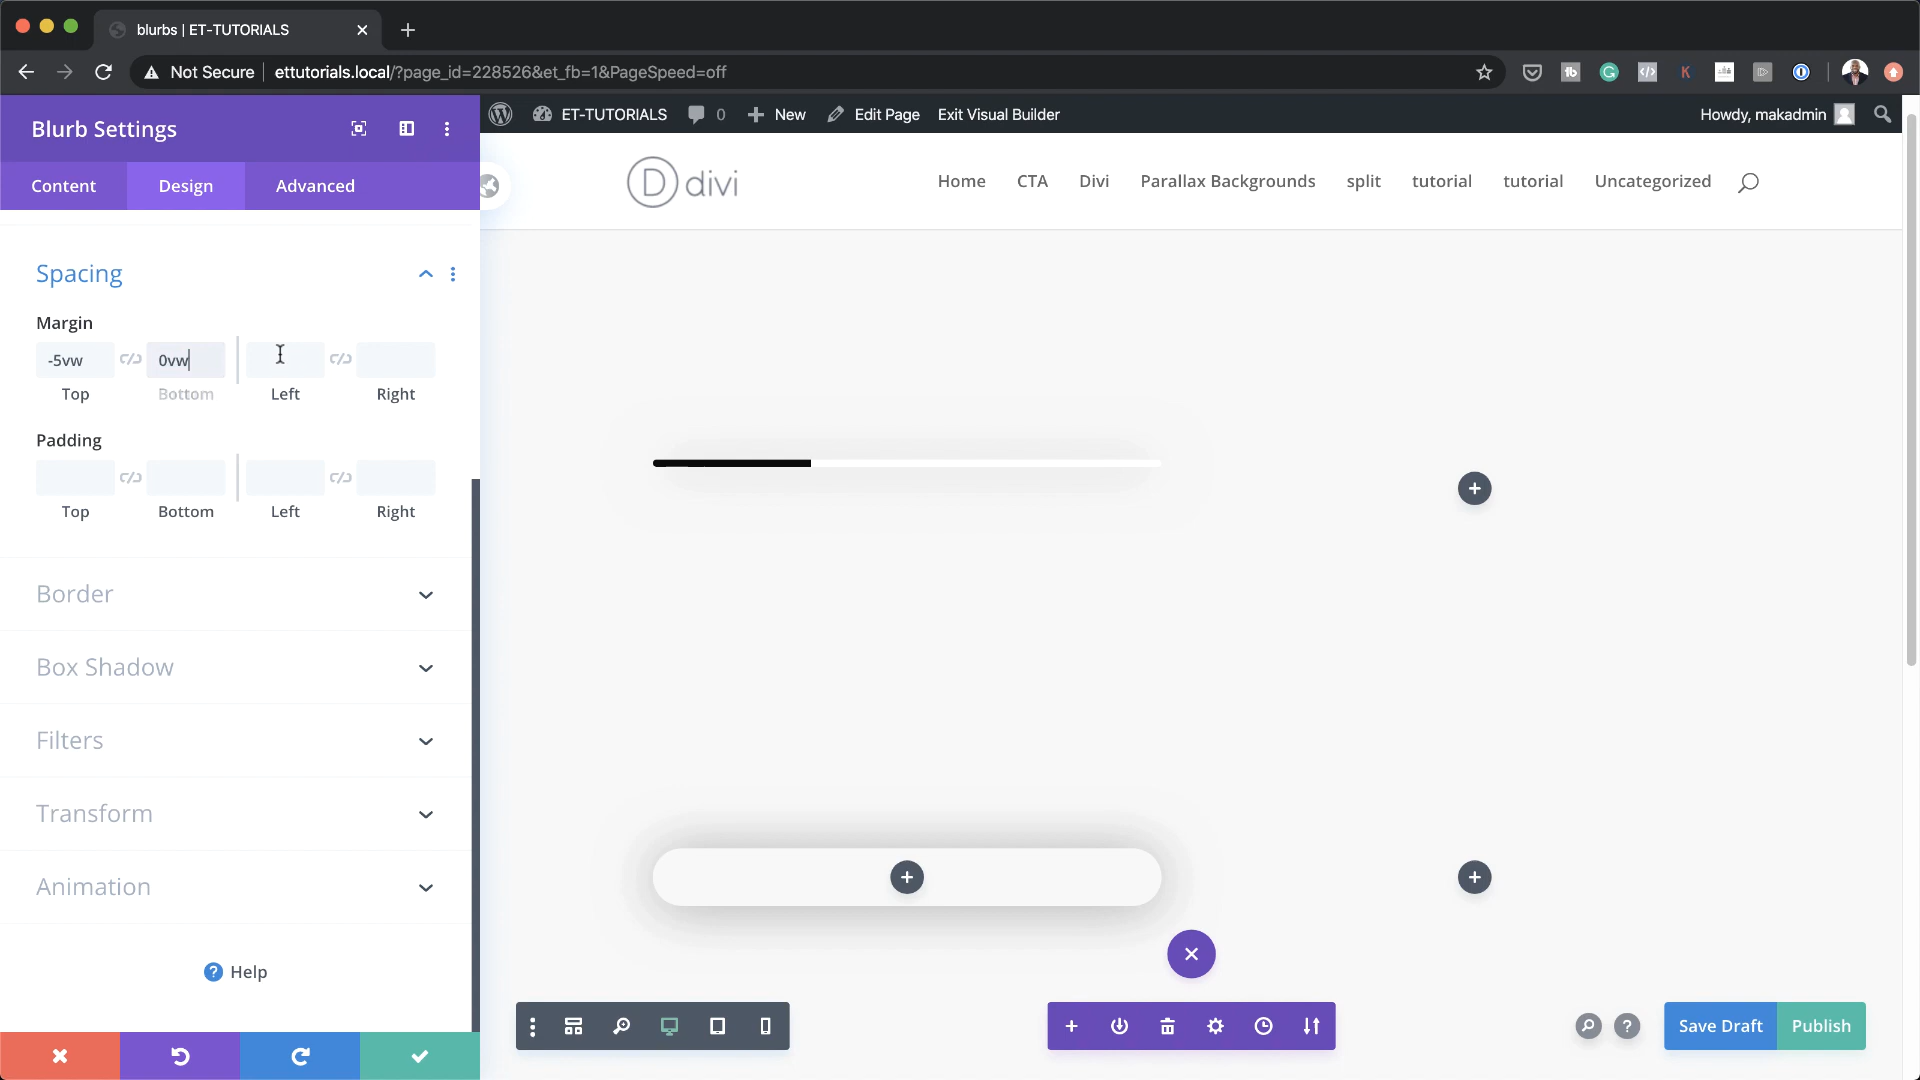 blurbs | ET-TUTORIALS
Not Secure
ettutorials.local/?page_id=228526&et_fb=1&PageSpeed=off
Blurb Settings
ET-TUTORIALS
0
New
Edit Page
Exit Visual Builder
Howdy, makadmin
Content
Design
Advanced
D divi
Home
CTA
Divi
Parallax Backgrounds
split
tutorial
tutorial
Uncategorized
Spacing
Margin
-5vw
0vw
Top
Bottom
Left
Right
Padding
Top
Bottom
Left
Right
Border
Box Shadow
Filters
Transform
Animation
? Help
?
Save Draft
Publish